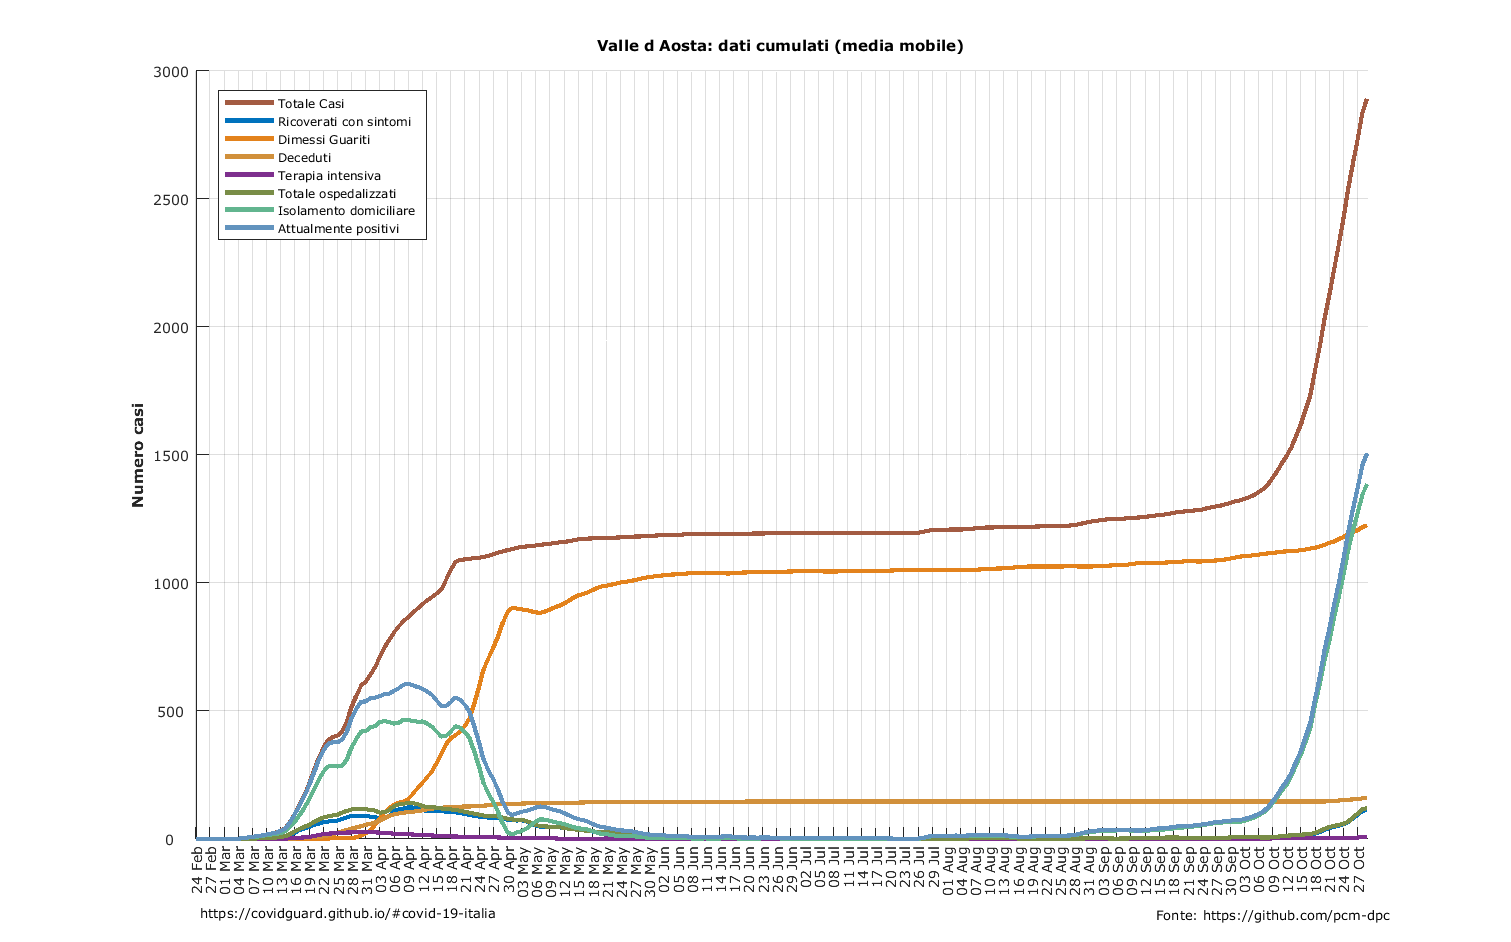 Valle d Aosta: dati cumulati (media mobile)
Numero casi
3000
2500
2000
1500
1000
500
0
Totale Casi
Ricoverati con sintomi
Dimessi Guariti
Deceduti
Terapia intensiva
Totale ospedalizzati
Isolamento domiciliare
Attualmente positivi
24 Feb
27 Feb
01 Mar
04 Mar
07 Mar
10 Mar
13 Mar
16 Mar
19 Mar
22 Mar
25 Mar
28 Mar
31 Mar
03 Apr
06 Apr
09 Apr
12 Apr
15 Apr
18 Apr
21 Apr
24 Apr
27 Apr
30 Apr
03 May
06 May
09 May
12 May
15 May
18 May
21 May
24 May
27 May
30 May
02 Jun
05 Jun
08 Jun
11 Jun
14 Jun
17 Jun
20 Jun
23 Jun
26 Jun
29 Jun
02 Jul
05 Jul
08 Jul
11 Jul
14 Jul
17 Jul
20 Jul
23 Jul
26 Jul
29 Jul
01 Aug
04 Aug
07 Aug
10 Aug
13 Aug
16 Aug
19 Aug
22 Aug
25 Aug
28 Aug
31 Aug
03 Sep
06 Sep
09 Sep
12 Sep
15 Sep
18 Sep
21 Sep
24 Sep
27 Sep
30 Sep
03 Oct
06 Oct
09 Oct
12 Oct
15 Oct
18 Oct
21 Oct
24 Oct
27 Oct
https://covidguard.github.io/#covid-19-italia
Fonte: https://github.com/pcm-dpc